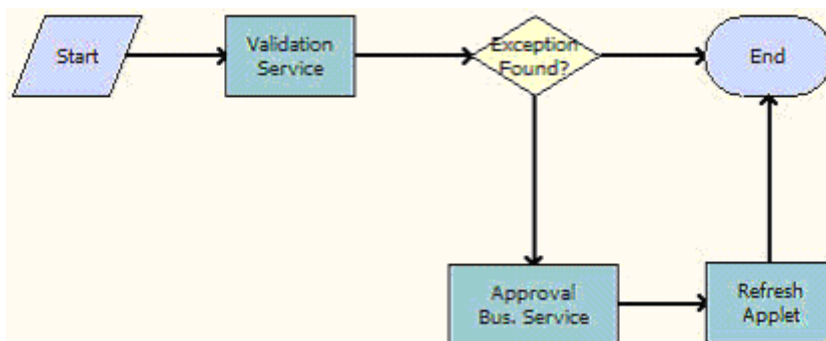 Start
Validation
Service
Exception
Found?
End
Approval
Bus. Service
Refresh
Applet